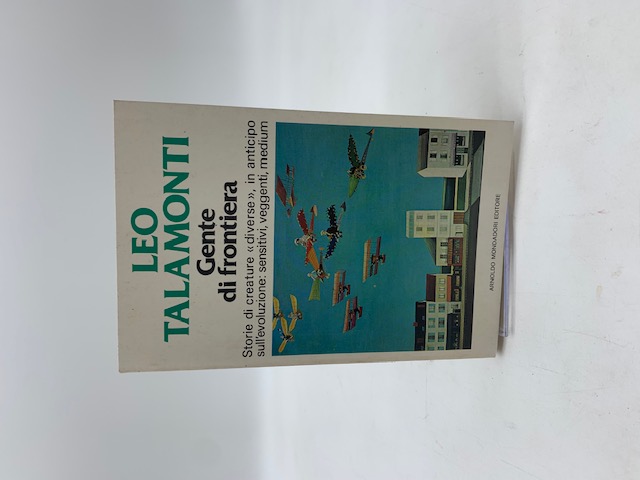 LEO
TALAMONTI
Gente
di frontiera
Storie di creature «diverse», in anticipo
sull'evoluzione: sensitivi, veggenti, medium
ARNOLDO MONDADORI EDITORE